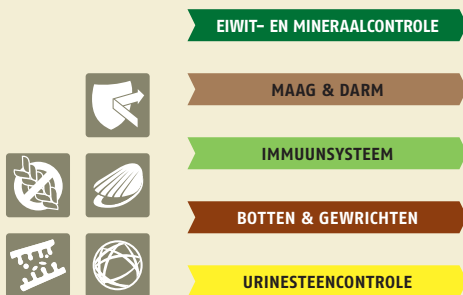 EIWIT- EN MINERAALCONTROLE
MAAG & DARM
IMMUUNSYSTEEM
BOTTEN & GEWRICHTEN
URINESTEENCONTROLE